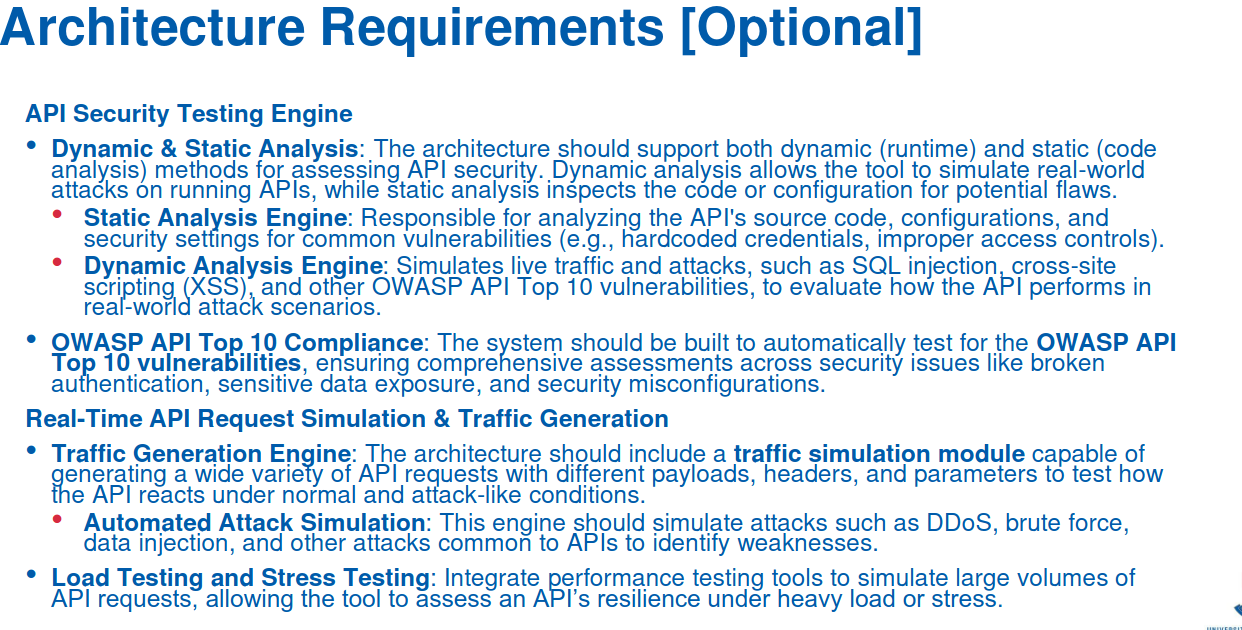 Architecture Requirements [Optional]
API Security Testing Engine
• Dynamic & Static Analysis: The architecture should support both dynamic (runtime) and static (code
analysis) methods for assessing API security. Dynamic analysis allows the tool to simulate real-world
attacks on running APIs, while static analysis inspects the code or configuration for potential flaws.
• Static Analysis Engine: Responsible for analyzing the API's source code, configurations, and
security settings for common vulnerabilities (e.g., hardcoded credentials, improper access controls).
• Dynamic Analysis Engine: Simulates live traffic and attacks, such as SQL injection, cross-site
scripting (XSS), and other OWASP API Top 10 vulnerabilities, to evaluate how the API performs in
real-world attack scenarios.
• OWASP API Top 10 Compliance: The system should be built to automatically test for the OWASP API
Top 10 vulnerabilities, ensuring comprehensive assessments across security issues like broken
authentication, sensitive data exposure, and security misconfigurations.
Real-Time API Request Simulation & Traffic Generation
• Traffic Generation Engine: The architecture should include a traffic simulation module capable of
generating a wide variety of API requests with different payloads, headers, and parameters to test how
the API reacts under normal and attack-like conditions.
• Automated Attack Simulation: This engine should simulate attacks such as DDoS, brute force,
data injection, and other attacks common to APIs to identify weaknesses.
• Load Testing and Stress Testing: Integrate performance testing tools to simulate large volumes of
API requests, allowing the tool to assess an API’s resilience under heavy load or stress.